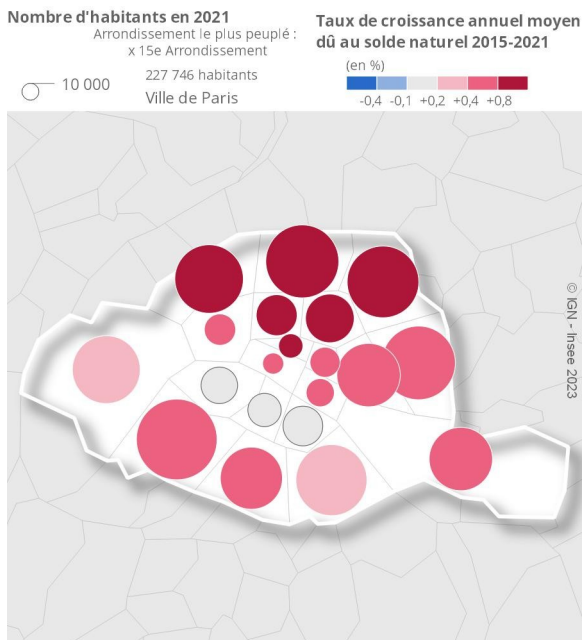 Nombre d'habitants en 2021
Arrondissement le plus peuplé :
x 15e Arrondissement
227 746 habitants
10 000
Ville de Paris
Taux de croissance annuel moyen
dû au solde naturel 2015-2021
(en %)
-0,4 -0,1 +0,2 +0,4 +0,8
© IGN - Insee 2023